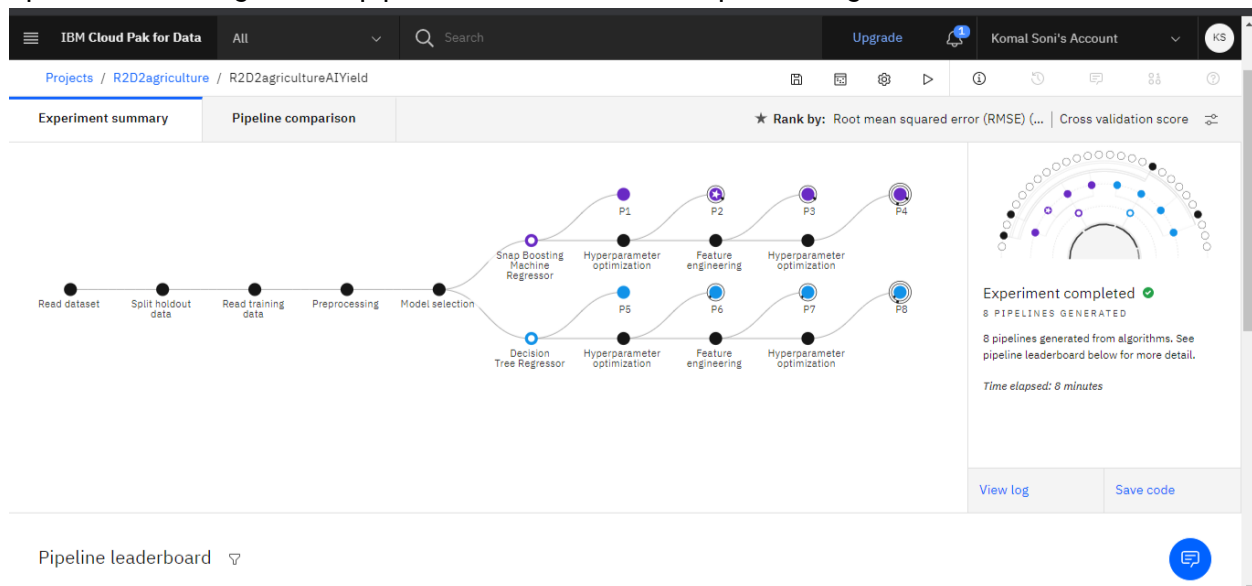 IBM Cloud Pak for Data
All
Search
Upgrade
1
Komal Soni's Account
KS
Projects / R2D2agriculture / R2D2agricultureAIYield
Experiment summary
Pipeline comparison
★ Rank by: Root mean squared error (RMSE) (... | Cross validation score
P1
P2
P3
P4
Snap Boosting
Machine
Regressor
Hyperparameter
optimization
Feature
engineering
Hyperparameter
optimization
Read dataset
Split holdout
data
Read training
data
Preprocessing
Model selection
P5
P6
P7
P8
Decision
Tree Regressor
Hyperparameter
optimization
Feature
engineering
Hyperparameter
optimization
Experiment completed
8 PIPELINES GENERATED
8 pipelines generated from algorithms. See
pipeline leaderboard below for more detail.
Time elapsed: 8 minutes
View log
Save code
Pipeline leaderboard